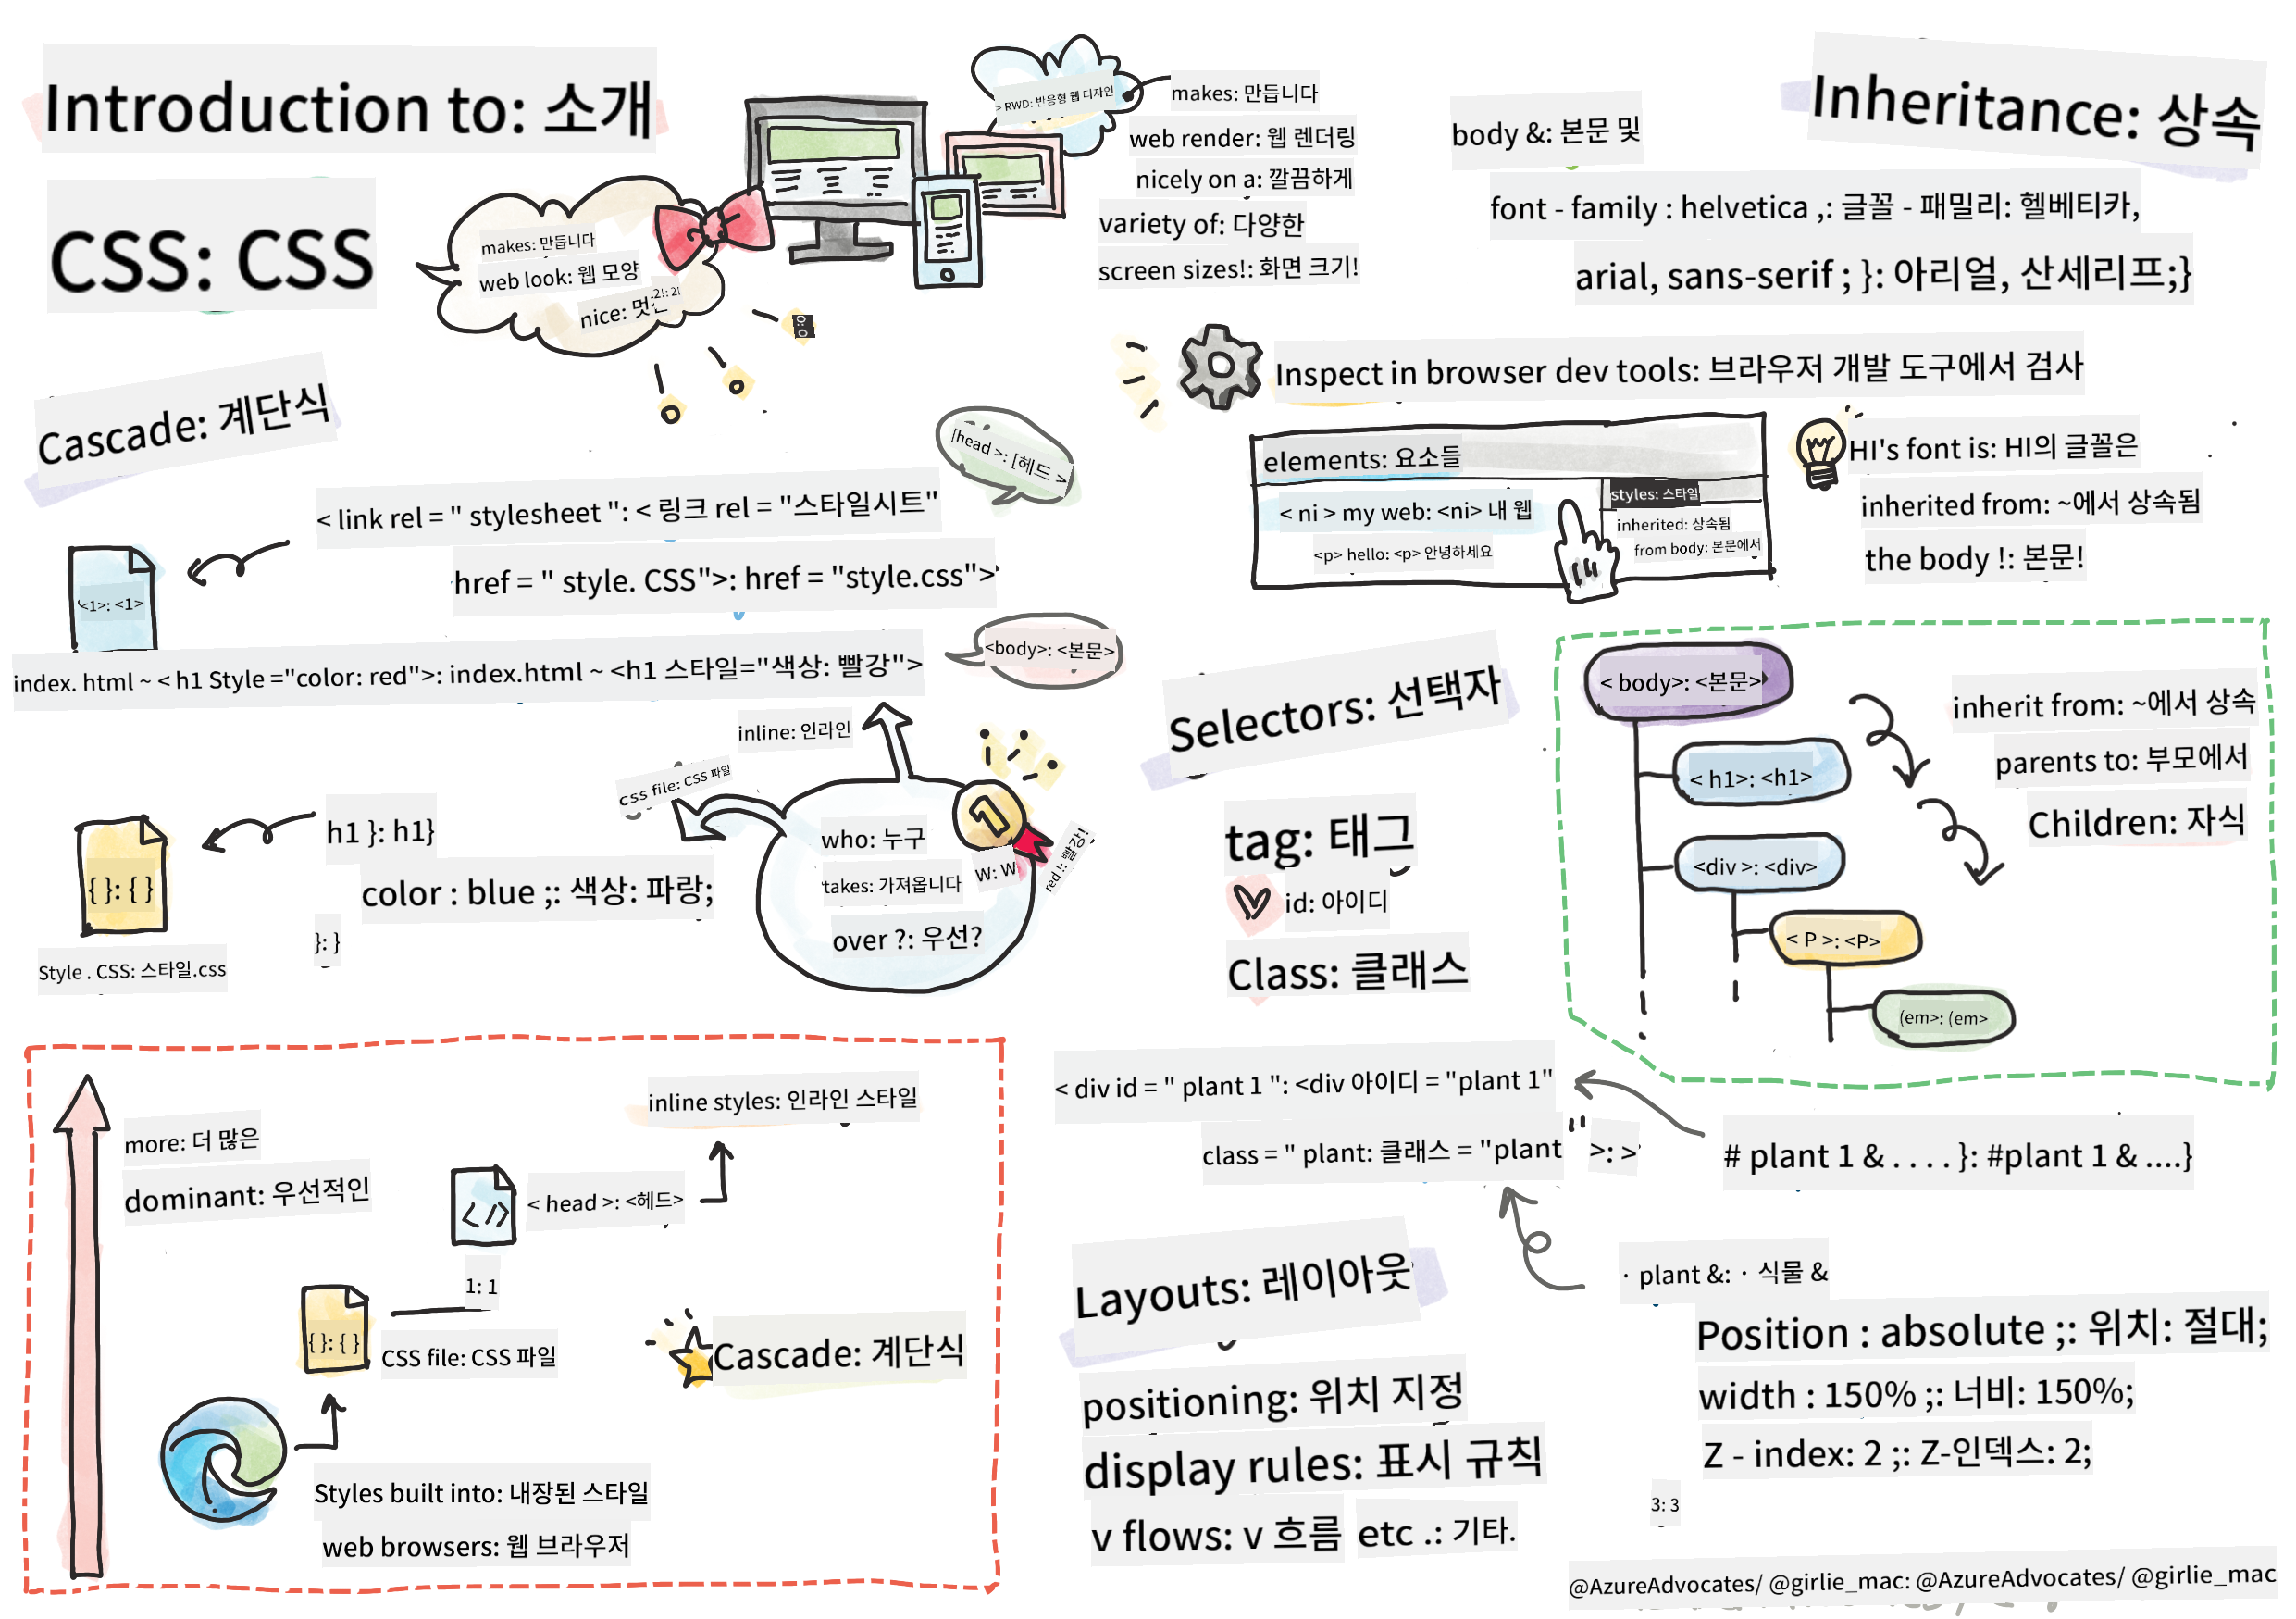 Introduction to: 소개
CSS: CSS
makes: 만듭니다
web look: 웹 모양
nice: 멋진
2!: 2!
O: O
> RWD: 반응형 웹 디자인
makes: 만듭니다
web render: 웹 렌더링
nicely on a: 깔끔하게
variety of: 다양한
screen sizes!: 화면 크기!
Cascade: 계단식
[head >: [헤드 >
< link rel = " stylesheet ": < 링크 rel = "스타일시트"
href = " style. CSS">: href = "style.css">
<1>: <1>
<body>: <본문>
index. html ~ < h1 Style ="color: red">: index.html ~ <h1 스타일="색상: 빨강">
inline: 인라인
css file: CSS 파일
h1 }: h1}
color : blue ;: 색상: 파랑;
}: }
{ }: { }
Style . CSS: 스타일.css
who: 누구
takes: 가져옵니다
over ?: 우선?
1
W: W
red !: 빨강!
more: 더 많은
dominant: 우선적인
inline styles: 인라인 스타일
</>
< head >: <헤드>
1: 1
{ }: { }
CSS file: CSS 파일
Cascade: 계단식
Styles built into: 내장된 스타일
web browsers: 웹 브라우저
Inheritance: 상속
body &: 본문 및
font - family : helvetica ,: 글꼴 - 패밀리: 헬베티카,
arial, sans-serif ; }: 아리얼, 산세리프;}
Inspect in browser dev tools: 브라우저 개발 도구에서 검사
elements: 요소들
< ni > my web: <ni> 내 웹
<p> hello: <p> 안녕하세요
styles: 스타일
inherited: 상속됨
from body: 본문에서
HI's font is: HI의 글꼴은
inherited from: ~에서 상속됨
the body !: 본문!
Selectors: 선택자
tag: 태그
id: 아이디
Class: 클래스
< body>: <본문>
< h1>: <h1>
<div >: <div>
< P >: <P>
(em>: (em>
inherit from: ~에서 상속
parents to: 부모에서
Children: 자식
< div id = " plant 1 ": <div 아이디 = "plant 1"
class = " plant: 클래스 = "plant
" >: >
# plant 1 & . . . . }: #plant 1 & ....}
· plant &: · 식물 &
Position : absolute ;: 위치: 절대;
width : 150% ;: 너비: 150%;
Z - index: 2 ;: Z-인덱스: 2;
3: 3
Layouts: 레이아웃
positioning: 위치 지정
display rules: 표시 규칙
v flows: v 흐름 etc .: 기타.
@AzureAdvocates/ @girlie_mac: @AzureAdvocates/ @girlie_mac